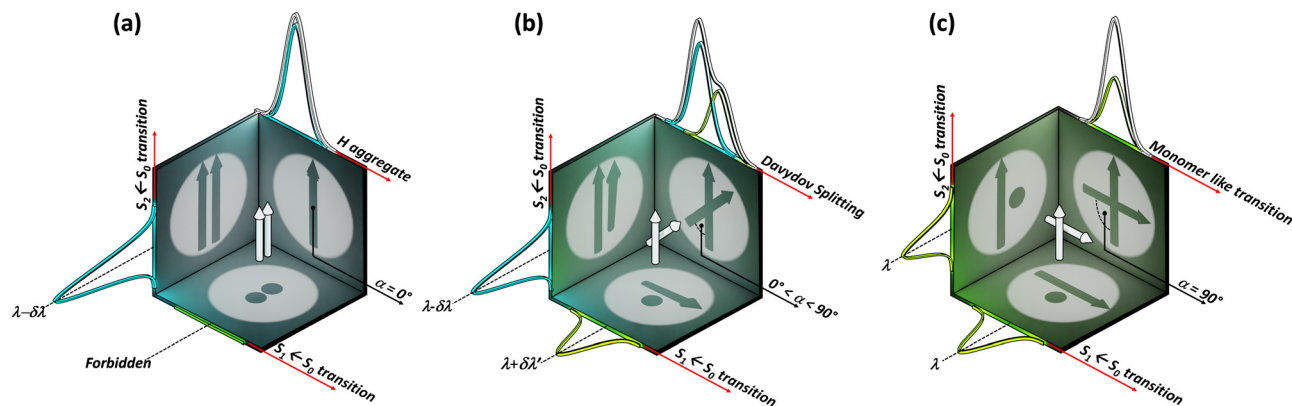 (a)
S₂ ← S₀ transition
H aggregate
α = 0°
λ–δλ
Forbidden
S₁ ← S₀ transition
(b)
S₂ ← S₀ transition
Davydov Splitting
0° < α < 90°
λ-δλ
λ+δλ'
S₁ ← S₀ transition
(c)
S₂ ← S₀ transition
Monomer like transition
α = 90°
λ
λ
S₁ ← S₀ transition